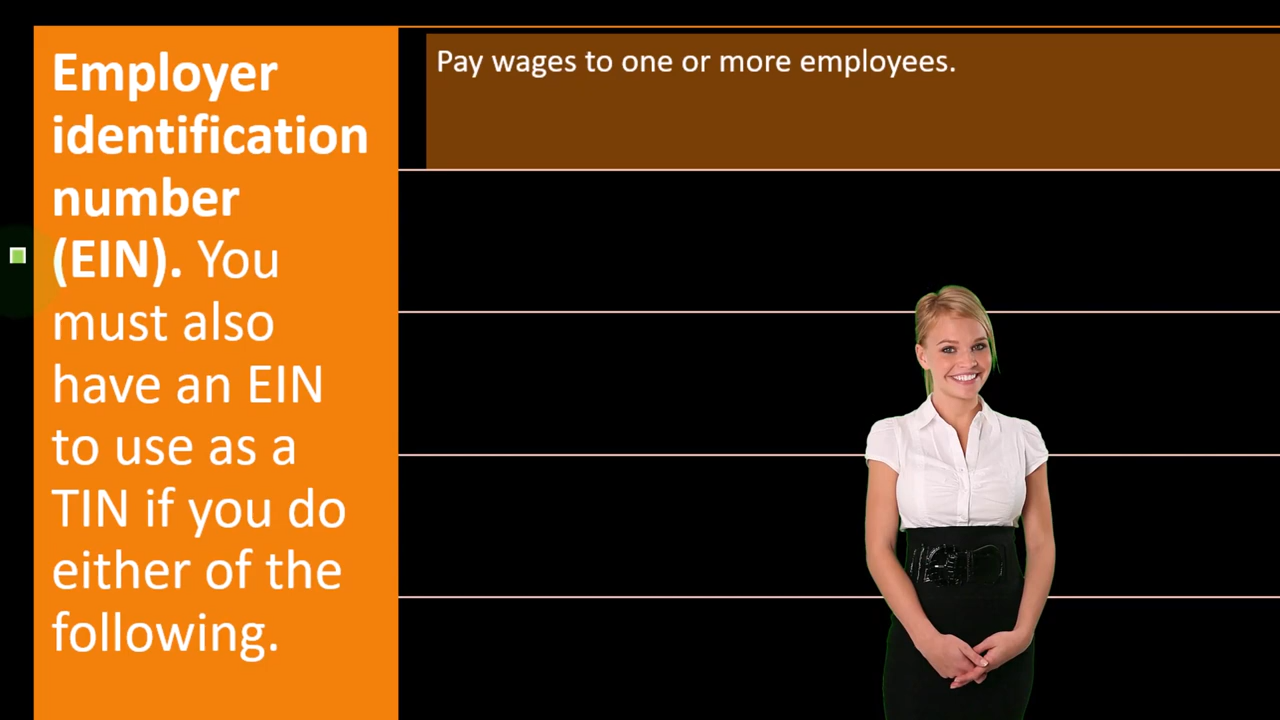 Employer
identification
number
(EIN). You
must also
have an EIN
to use as a
TIN if you do
either of the
following.
Pay wages to one or more employees.